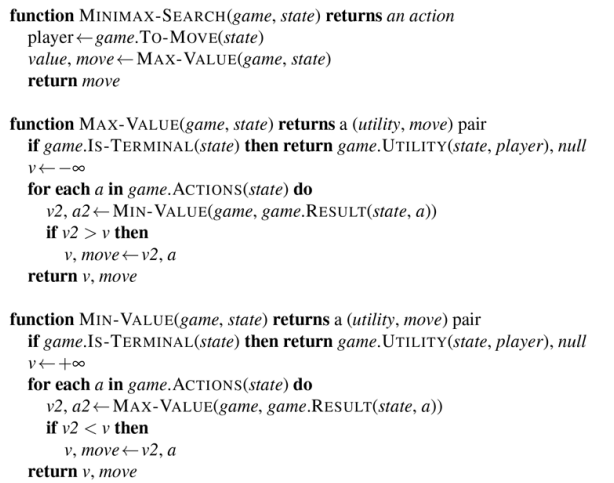 function MINIMAX-SEARCH(game, state) returns an action
player←game.TO-MOVE(state)
value, move←MAX-VALUE(game, state)
return move
function MAX-VALUE(game, state) returns a (utility, move) pair
if game.IS-TERMINAL(state) then return game.UTILITY(state, player), null
v←−∞
for each a in game.ACTIONS(state) do
v2, a2←MIN-VALUE(game, game.RESULT(state, a))
if v2 > v then
v, move←v2, a
return v, move
function MIN-VALUE(game, state) returns a (utility, move) pair
if game.IS-TERMINAL(state) then return game.UTILITY(state, player), null
v←+∞
for each a in game.ACTIONS(state) do
v2, a2←MAX-VALUE(game, game.RESULT(state, a))
if v2 < v then
v, move←v2, a
return v, move